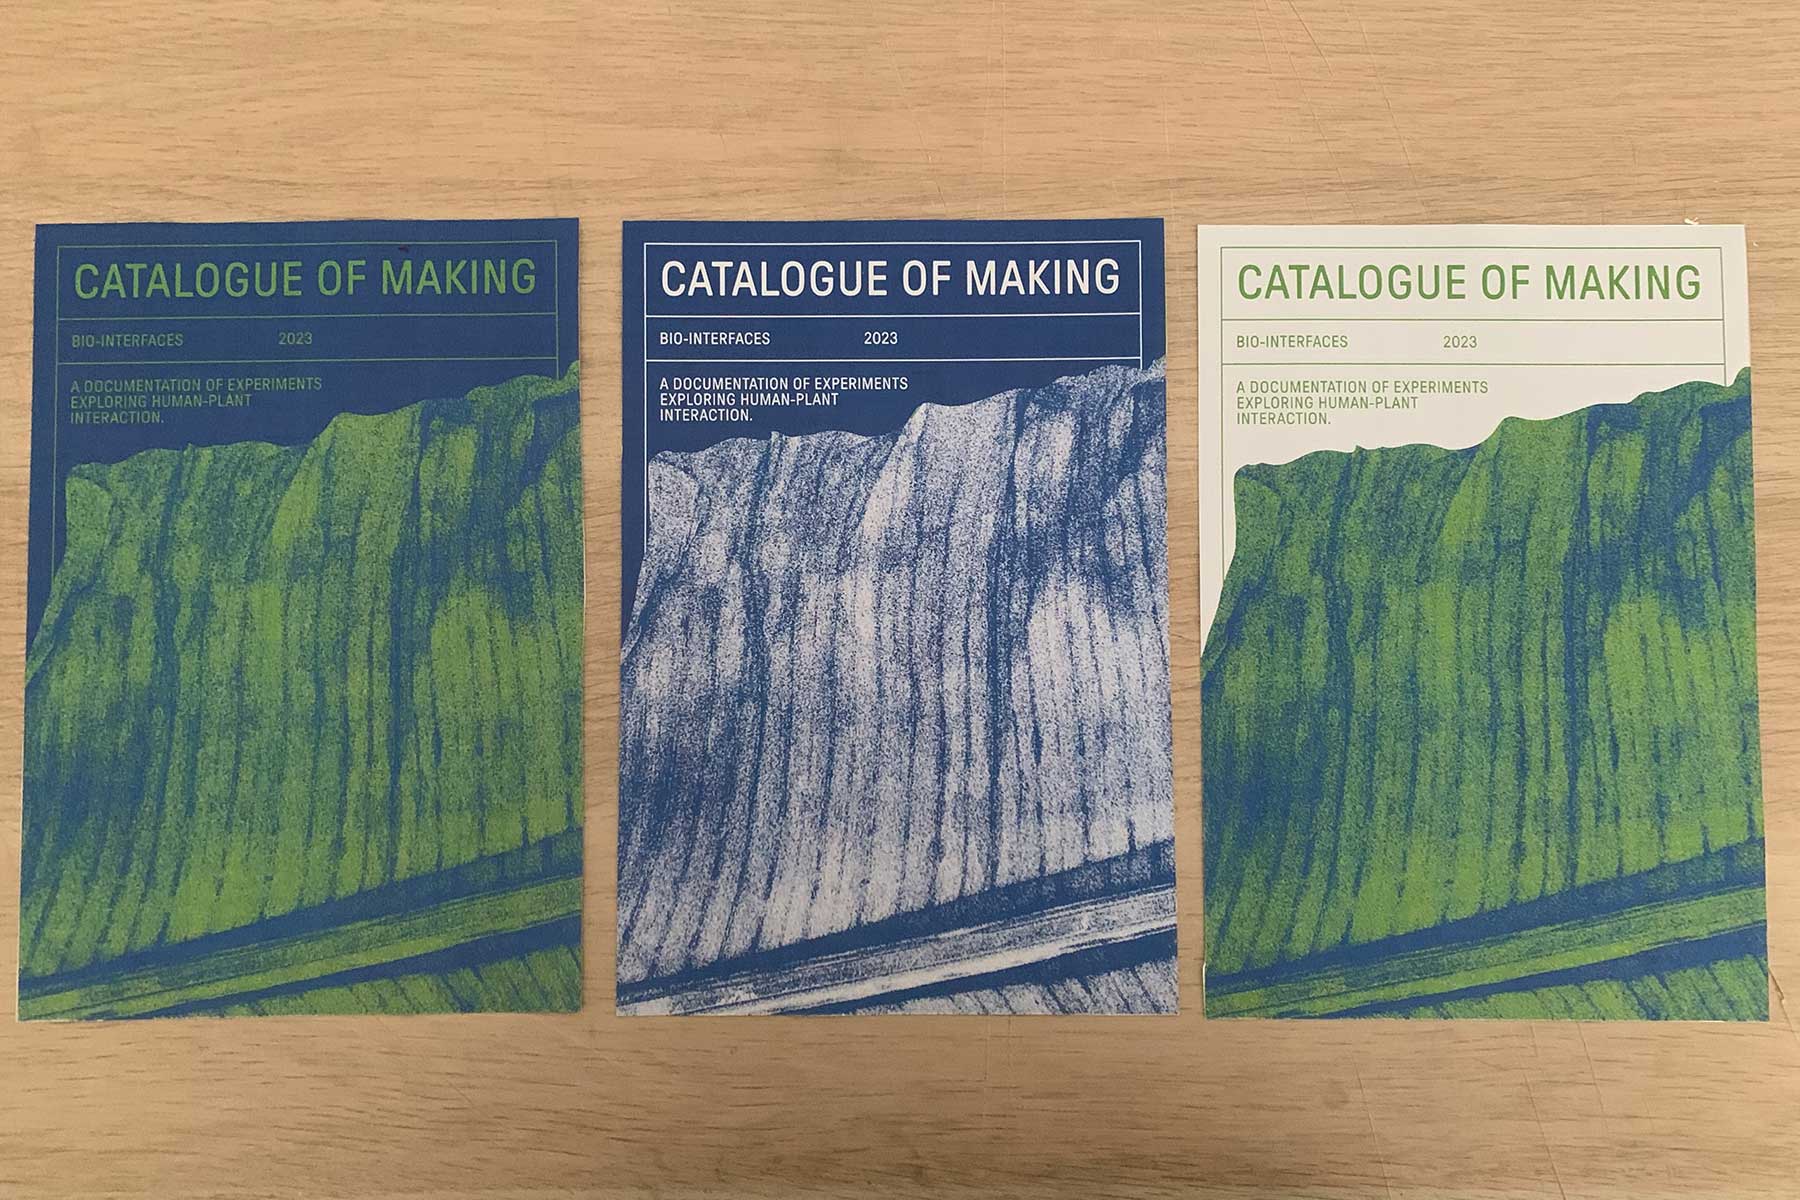 CATALOGUE OF MAKING
BIO-INTERFACES 2023
A DOCUMENTATION OF EXPERIMENTS
EXPLORING HUMAN-PLANT
INTERACTION.
CATALOGUE OF MAKING
BIO-INTERFACES 2023
A DOCUMENTATION OF EXPERIMENTS
EXPLORING HUMAN-PLANT
INTERACTION.
CATALOGUE OF MAKING
BIO-INTERFACES 2023
A DOCUMENTATION OF EXPERIMENTS
EXPLORING HUMAN-PLANT
INTERACTION.